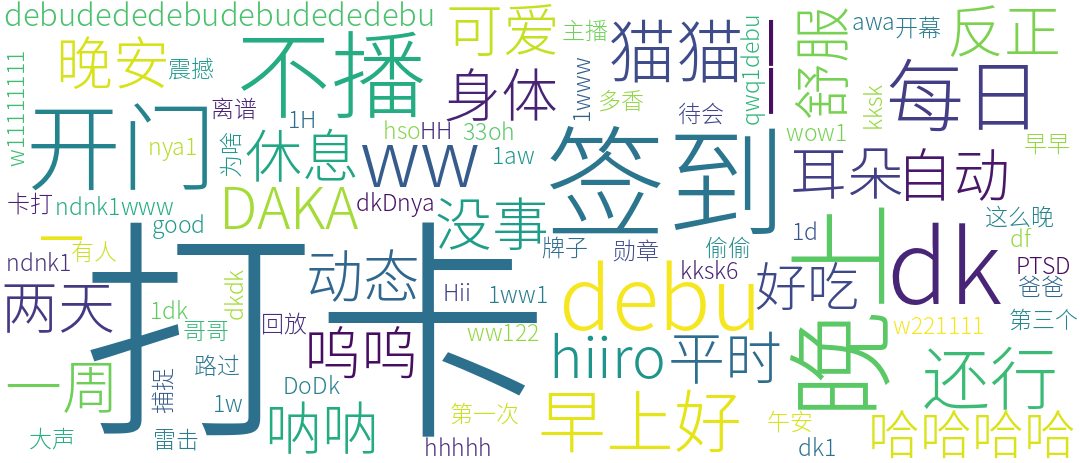 debudededebudebudededebu
晚安
震撼
不播
可爱
主播
猫猫
qwq1debu
舒服
awa
开幕
反正
w111111111
开门
离谱
1H
身体
1www
多香
待会
kksk
每日
nya1
为啥
休息
hso
HH
33oh
ww
1aw
签到
wow1
早早
卡打
ndnk1www
good
DAKA
dkDnya
没事
耳朵
自动
这么晚
有人
ndnk1
打卡
动态
牌子
勋章
偷偷
kksk6
1d
晚上
dk
df
PTSD
爸爸
两天
1dk
dkdk
哥哥
回放
Hii
1ww1
debu
好吃
第三个
w221111
ww122
呜呜
hiiro
平时
还行
一周
路过
捕捉
1w
DoDk
呐呐
第一次
早上好
午安
哈哈哈哈
大声
雷击
hhhhh
dk1